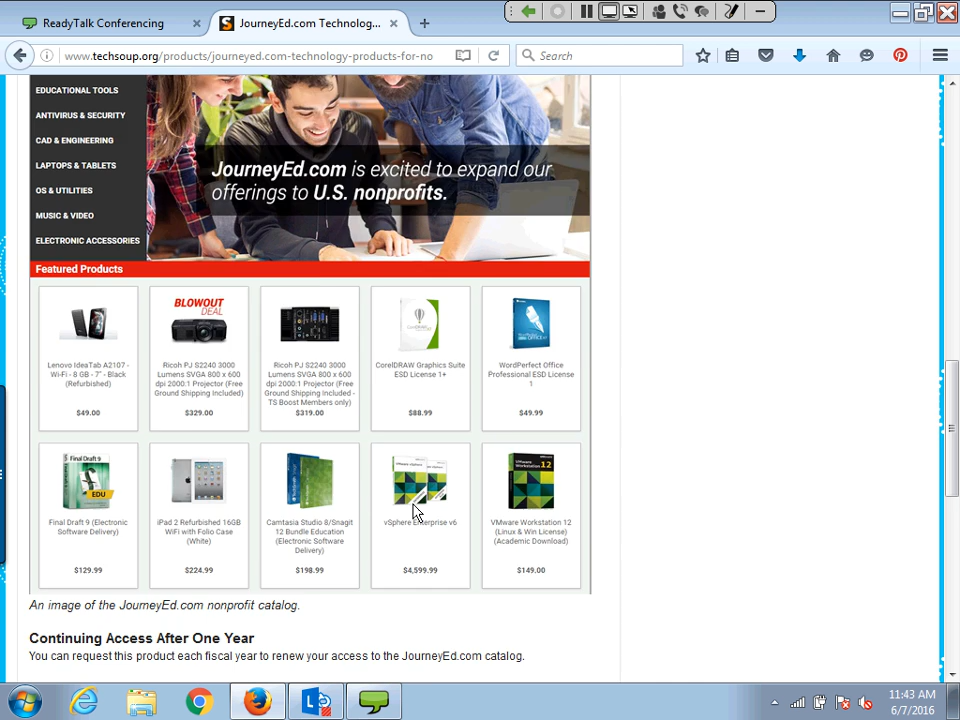 ReadyTalk Conferencing
JourneyEd.com Technolog...
www.techsoup.org/products/journeyed.com-technology-products-for-no
Search
EDUCATIONAL TOOLS
ANTIVIRUS & SECURITY
CAD & ENGINEERING
LAPTOPS & TABLETS
OS & UTILITIES
MUSIC & VIDEO
ELECTRONIC ACCESSORIES
JourneyEd.com is excited to expand our
offerings to U.S. nonprofits.
Featured Products
Lenovo IdeaTab A2107 -
Wi-Fi - 8 GB - 7" - Black
(Refurbished)
$49.00
BLOWOUT
DEAL
Ricoh PJ S2240 3000
Lumens SVGA 800 x 600
dpi 2000:1 Projector (Free
Ground Shipping Included)
$329.00
Ricoh PJ S2240 3000
Lumens SVGA 800 x 600
dpi 2000:1 Projector (Free
Ground Shipping Included -
TS Boost Members only)
$319.00
CorelDRAW Graphics Suite
ESD License 1+
$88.99
WordPerfect Office
Professional ESD License
1
$49.99
Final Draft 9
EDU
Final Draft 9 (Electronic
Software Delivery)
$129.99
iPad 2 Refurbished 16GB
WiFi with Folio Case
(White)
$224.99
Camtasia Studio 8/Snagit
12 Bundle Education
(Electronic Software
Delivery)
$198.99
vSphere Enterprise v6
$4,599.99
VMware
Workstation 12
VMware Workstation 12
(Linux & Win License)
(Academic Download)
$149.00
An image of the JourneyEd.com nonprofit catalog.
Continuing Access After One Year
You can request this product each fiscal year to renew your access to the JourneyEd.com catalog.
11:43 AM
6/7/2016